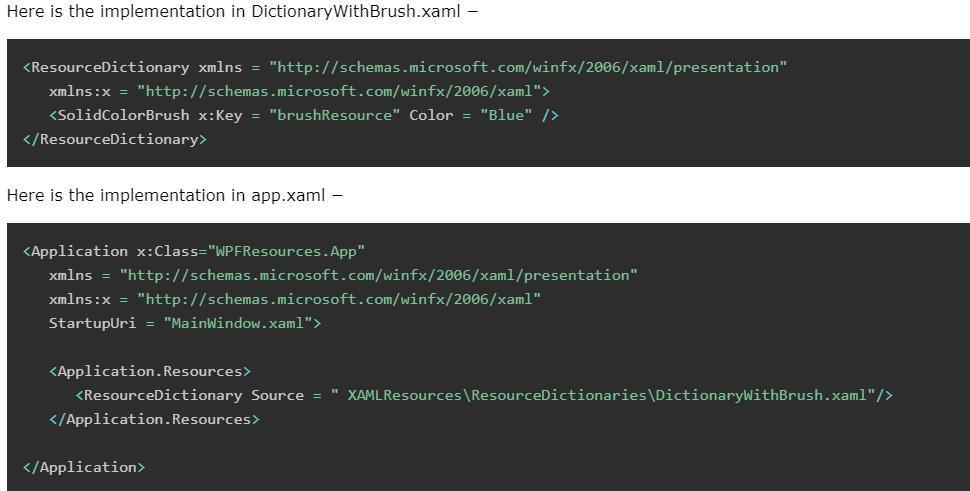 Here is the implementation in DictionaryWithBrush.xaml −
<ResourceDictionary xmlns = "http://schemas.microsoft.com/winfx/2006/xaml/presentation"
   xmlns:x = "http://schemas.microsoft.com/winfx/2006/xaml">
   <SolidColorBrush x:Key = "brushResource" Color = "Blue" />
</ResourceDictionary>
Here is the implementation in app.xaml −
<Application x:Class="WPFResources.App"
   xmlns = "http://schemas.microsoft.com/winfx/2006/xaml/presentation"
   xmlns:x = "http://schemas.microsoft.com/winfx/2006/xaml"
   StartupUri = "MainWindow.xaml">
   <Application.Resources>
      <ResourceDictionary Source = " XAMLResources\ResourceDictionaries\DictionaryWithBrush.xaml"/>
   </Application.Resources>
</Application>